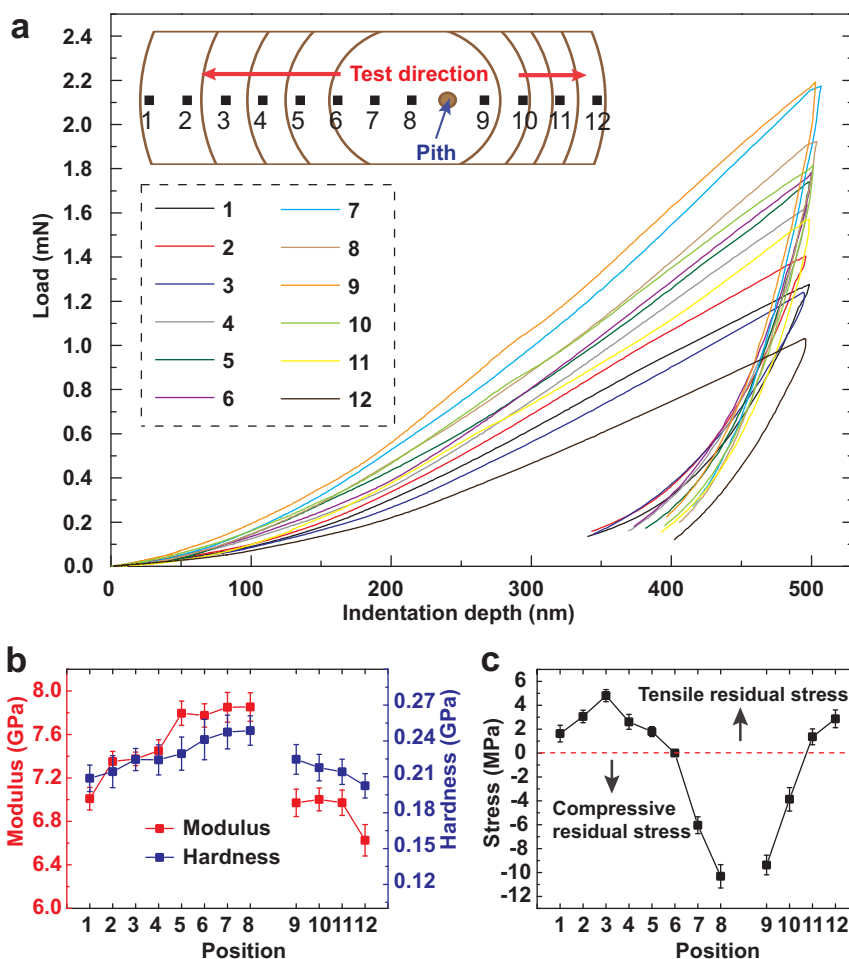 a
Load (mN)
2.4
2.2
2.0
1.8
1.6
1.4
1.2
1.0
0.8
0.6
0.4
0.2
0.0
Test direction
1 2 3 4 5 6 7 8 9 10 11 12
Pith
1 7
2 8
3 9
4 10
5 11
6 12
0 100 200 300 400 500
Indentation depth (nm)
b
Modulus (GPa)
8.0
7.6
7.2
6.8
6.4
6.0
Modulus
Hardness
0.27
0.24
0.21
0.18
0.15
0.12
Hardness (GPa)
1 2 3 4 5 6 7 8 9 10 11 12
Position
c
Stress (MPa)
6
4
2
0
-2
-4
-6
-8
-10
-12
Tensile residual stress
Compressive
residual stress
1 2 3 4 5 6 7 8 9 10 11 12
Position